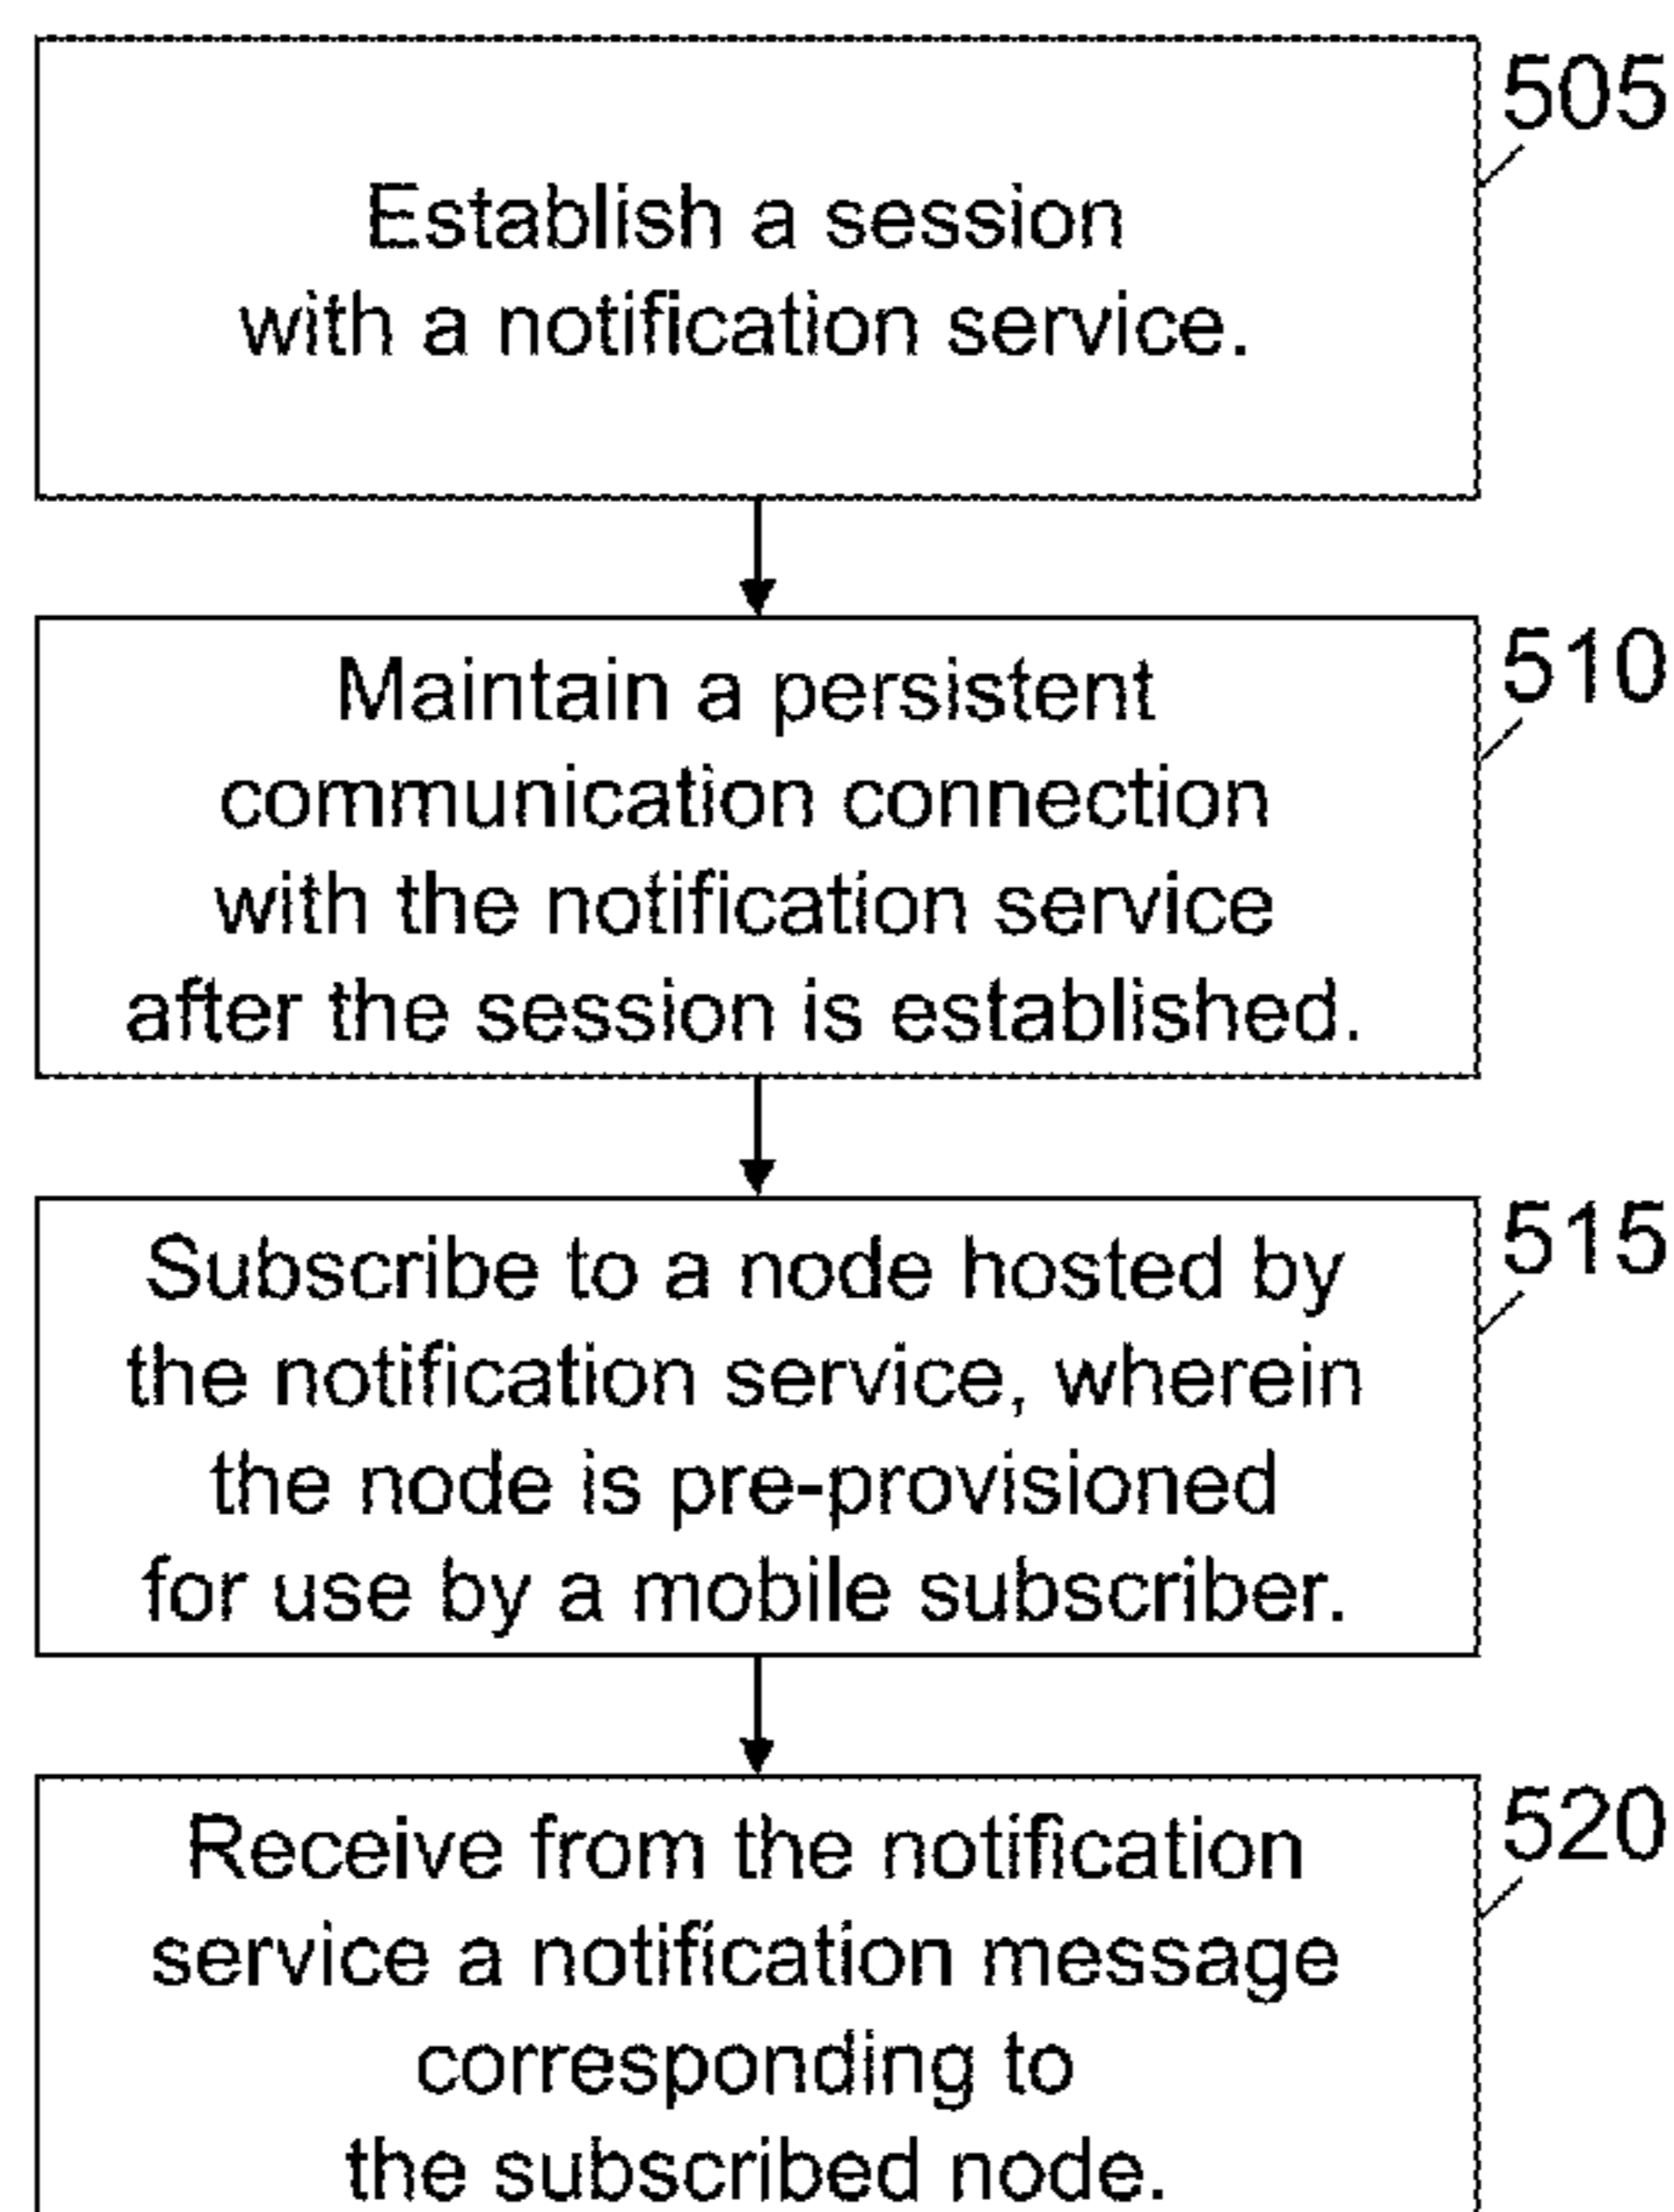 505
Establish a session
with a notification service.
510
Maintain a persistent
communication connection
with the notification service
after the session is established.
515
Subscribe to a node hosted by
the notification service, wherein
the node is pre-provisioned
for use by a mobile subscriber.
520
Receive from the notification
service a notification message
corresponding to
the subscribed node.